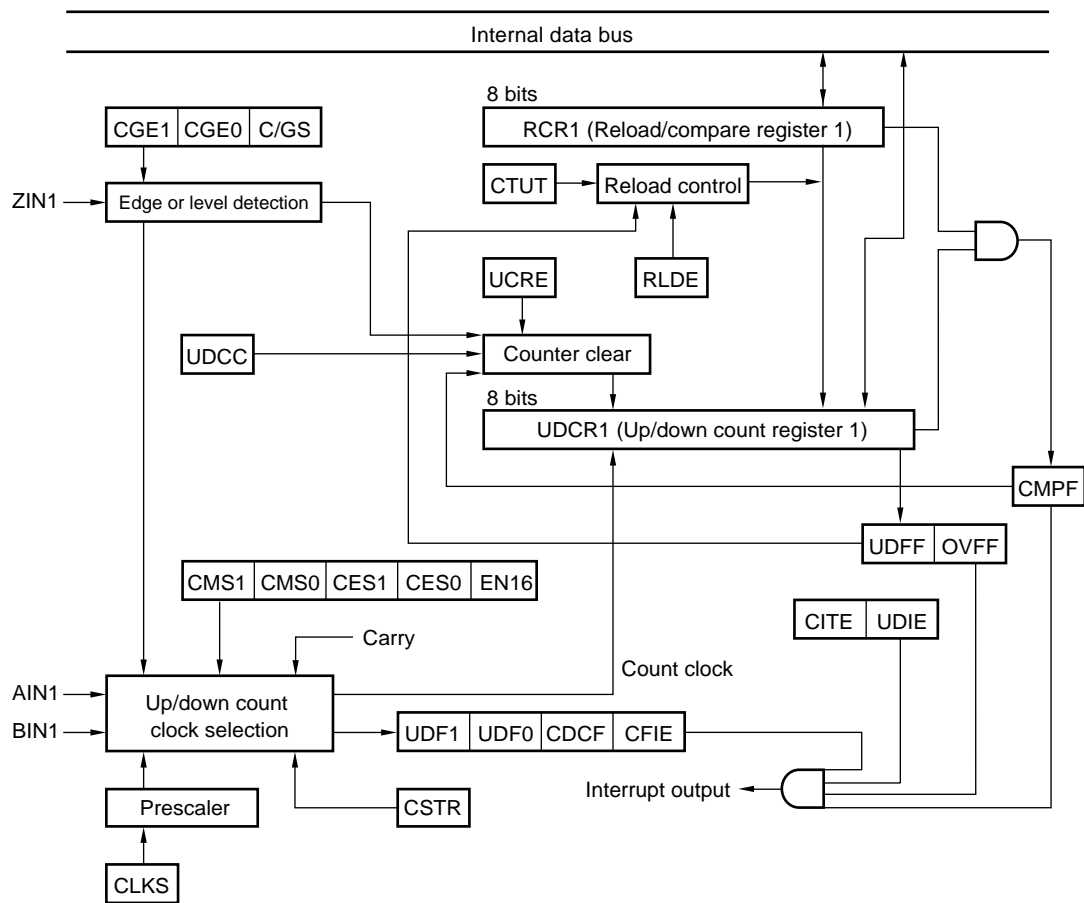 Internal data bus
8 bits
CGE1 CGE0 C/GS
RCR1 (Reload/compare register 1)
CTUT
Reload control
ZIN1
Edge or level detection
UCRE
RLDE
UDCC
Counter clear
8 bits
UDCR1 (Up/down count register 1)
CMPF
UDFF OVFF
CMS1 CMS0 CES1 CES0 EN16
CITE UDIE
Carry
Count clock
AIN1
BIN1
Up/down count
clock selection
UDF1 UDF0 CDCF CFIE
Interrupt output
Prescaler
CSTR
CLKS